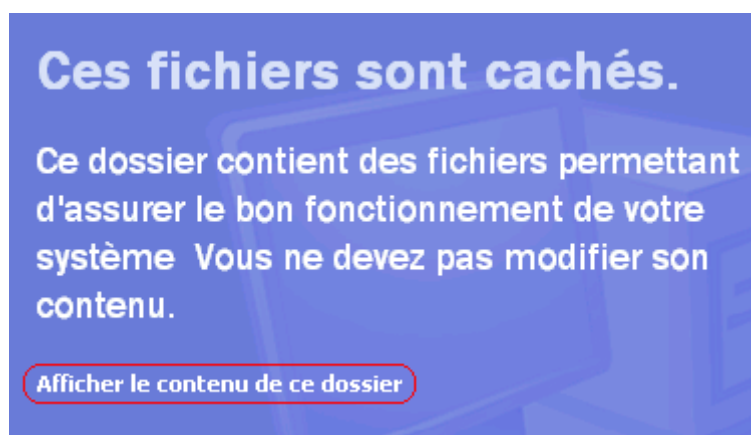 Ces fichiers sont cachés.
Ce dossier contient des fichiers permettant
d'assurer le bon fonctionnement de votre
système  Vous ne devez pas modifier son
contenu.
Afficher le contenu de ce dossier